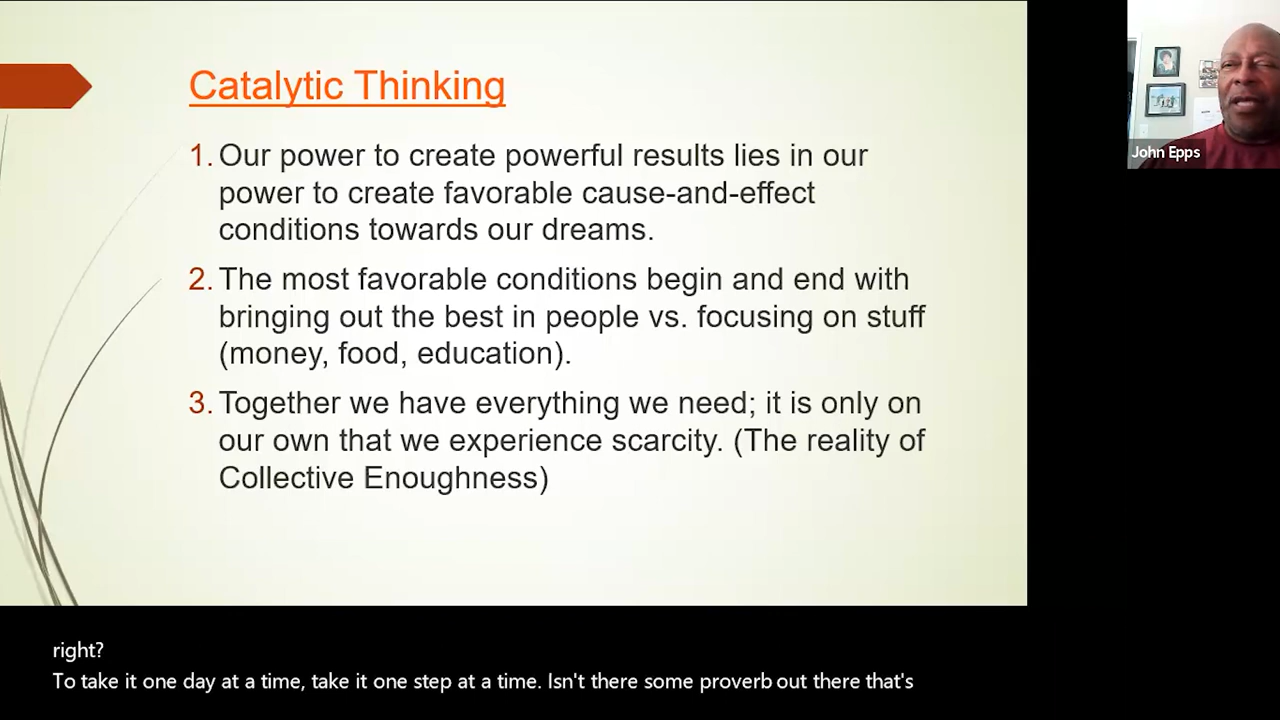 Catalytic Thinking
1. Our power to create powerful results lies in our
power to create favorable cause-and-effect
conditions towards our dreams.
2. The most favorable conditions begin and end with
bringing out the best in people vs. focusing on stuff
(money, food, education).
3. Together we have everything we need; it is only on
our own that we experience scarcity. (The reality of
Collective Enoughness)
John Epps
right?
To take it one day at a time, take it one step at a time. Isn't there some proverb out there that's